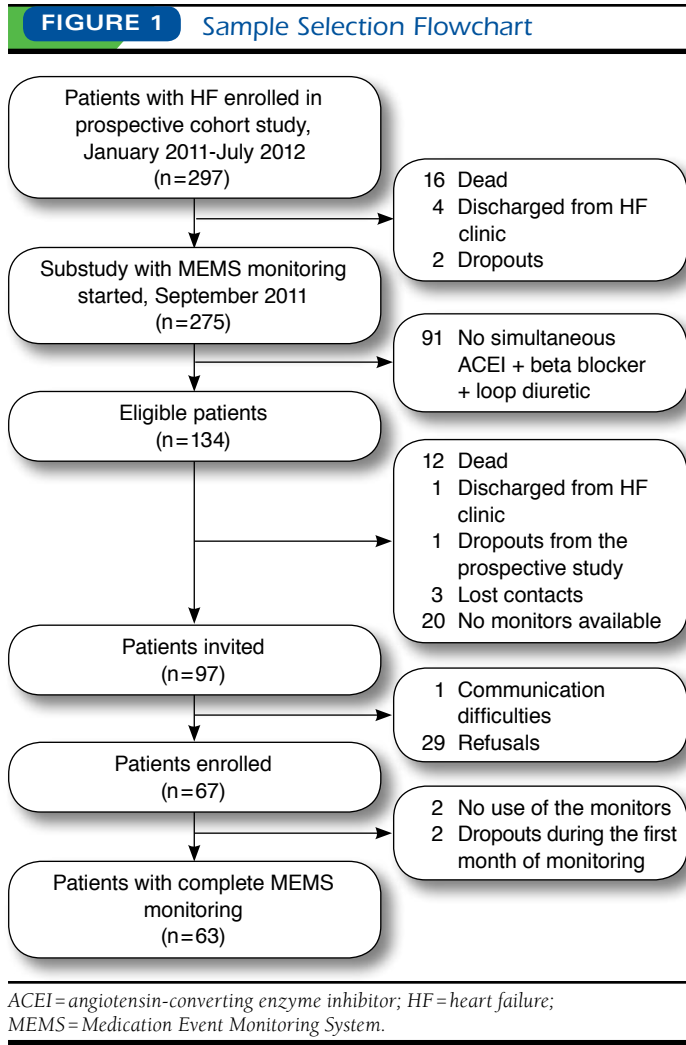 FIGURE 1 Sample Selection Flowchart
Patients with HF enrolled in
prospective cohort study,
January 2011-July 2012
(n=297)
16 Dead
4 Discharged from HF
clinic
2 Dropouts
Substudy with MEMS monitoring
started, September 2011
(n=275)
91 No simultaneous
ACEI + beta blocker
+ loop diuretic
Eligible patients
(n=134)
12 Dead
1 Discharged from HF
clinic
1 Dropouts from the
prospective study
3 Lost contacts
20 No monitors available
Patients invited
(n=97)
1 Communication
difficulties
29 Refusals
Patients enrolled
(n=67)
2 No use of the monitors
2 Dropouts during the first
month of monitoring
Patients with complete MEMS
monitoring
(n=63)
ACEI=angiotensin-converting enzyme inhibitor; HF=heart failure;
MEMS=Medication Event Monitoring System.